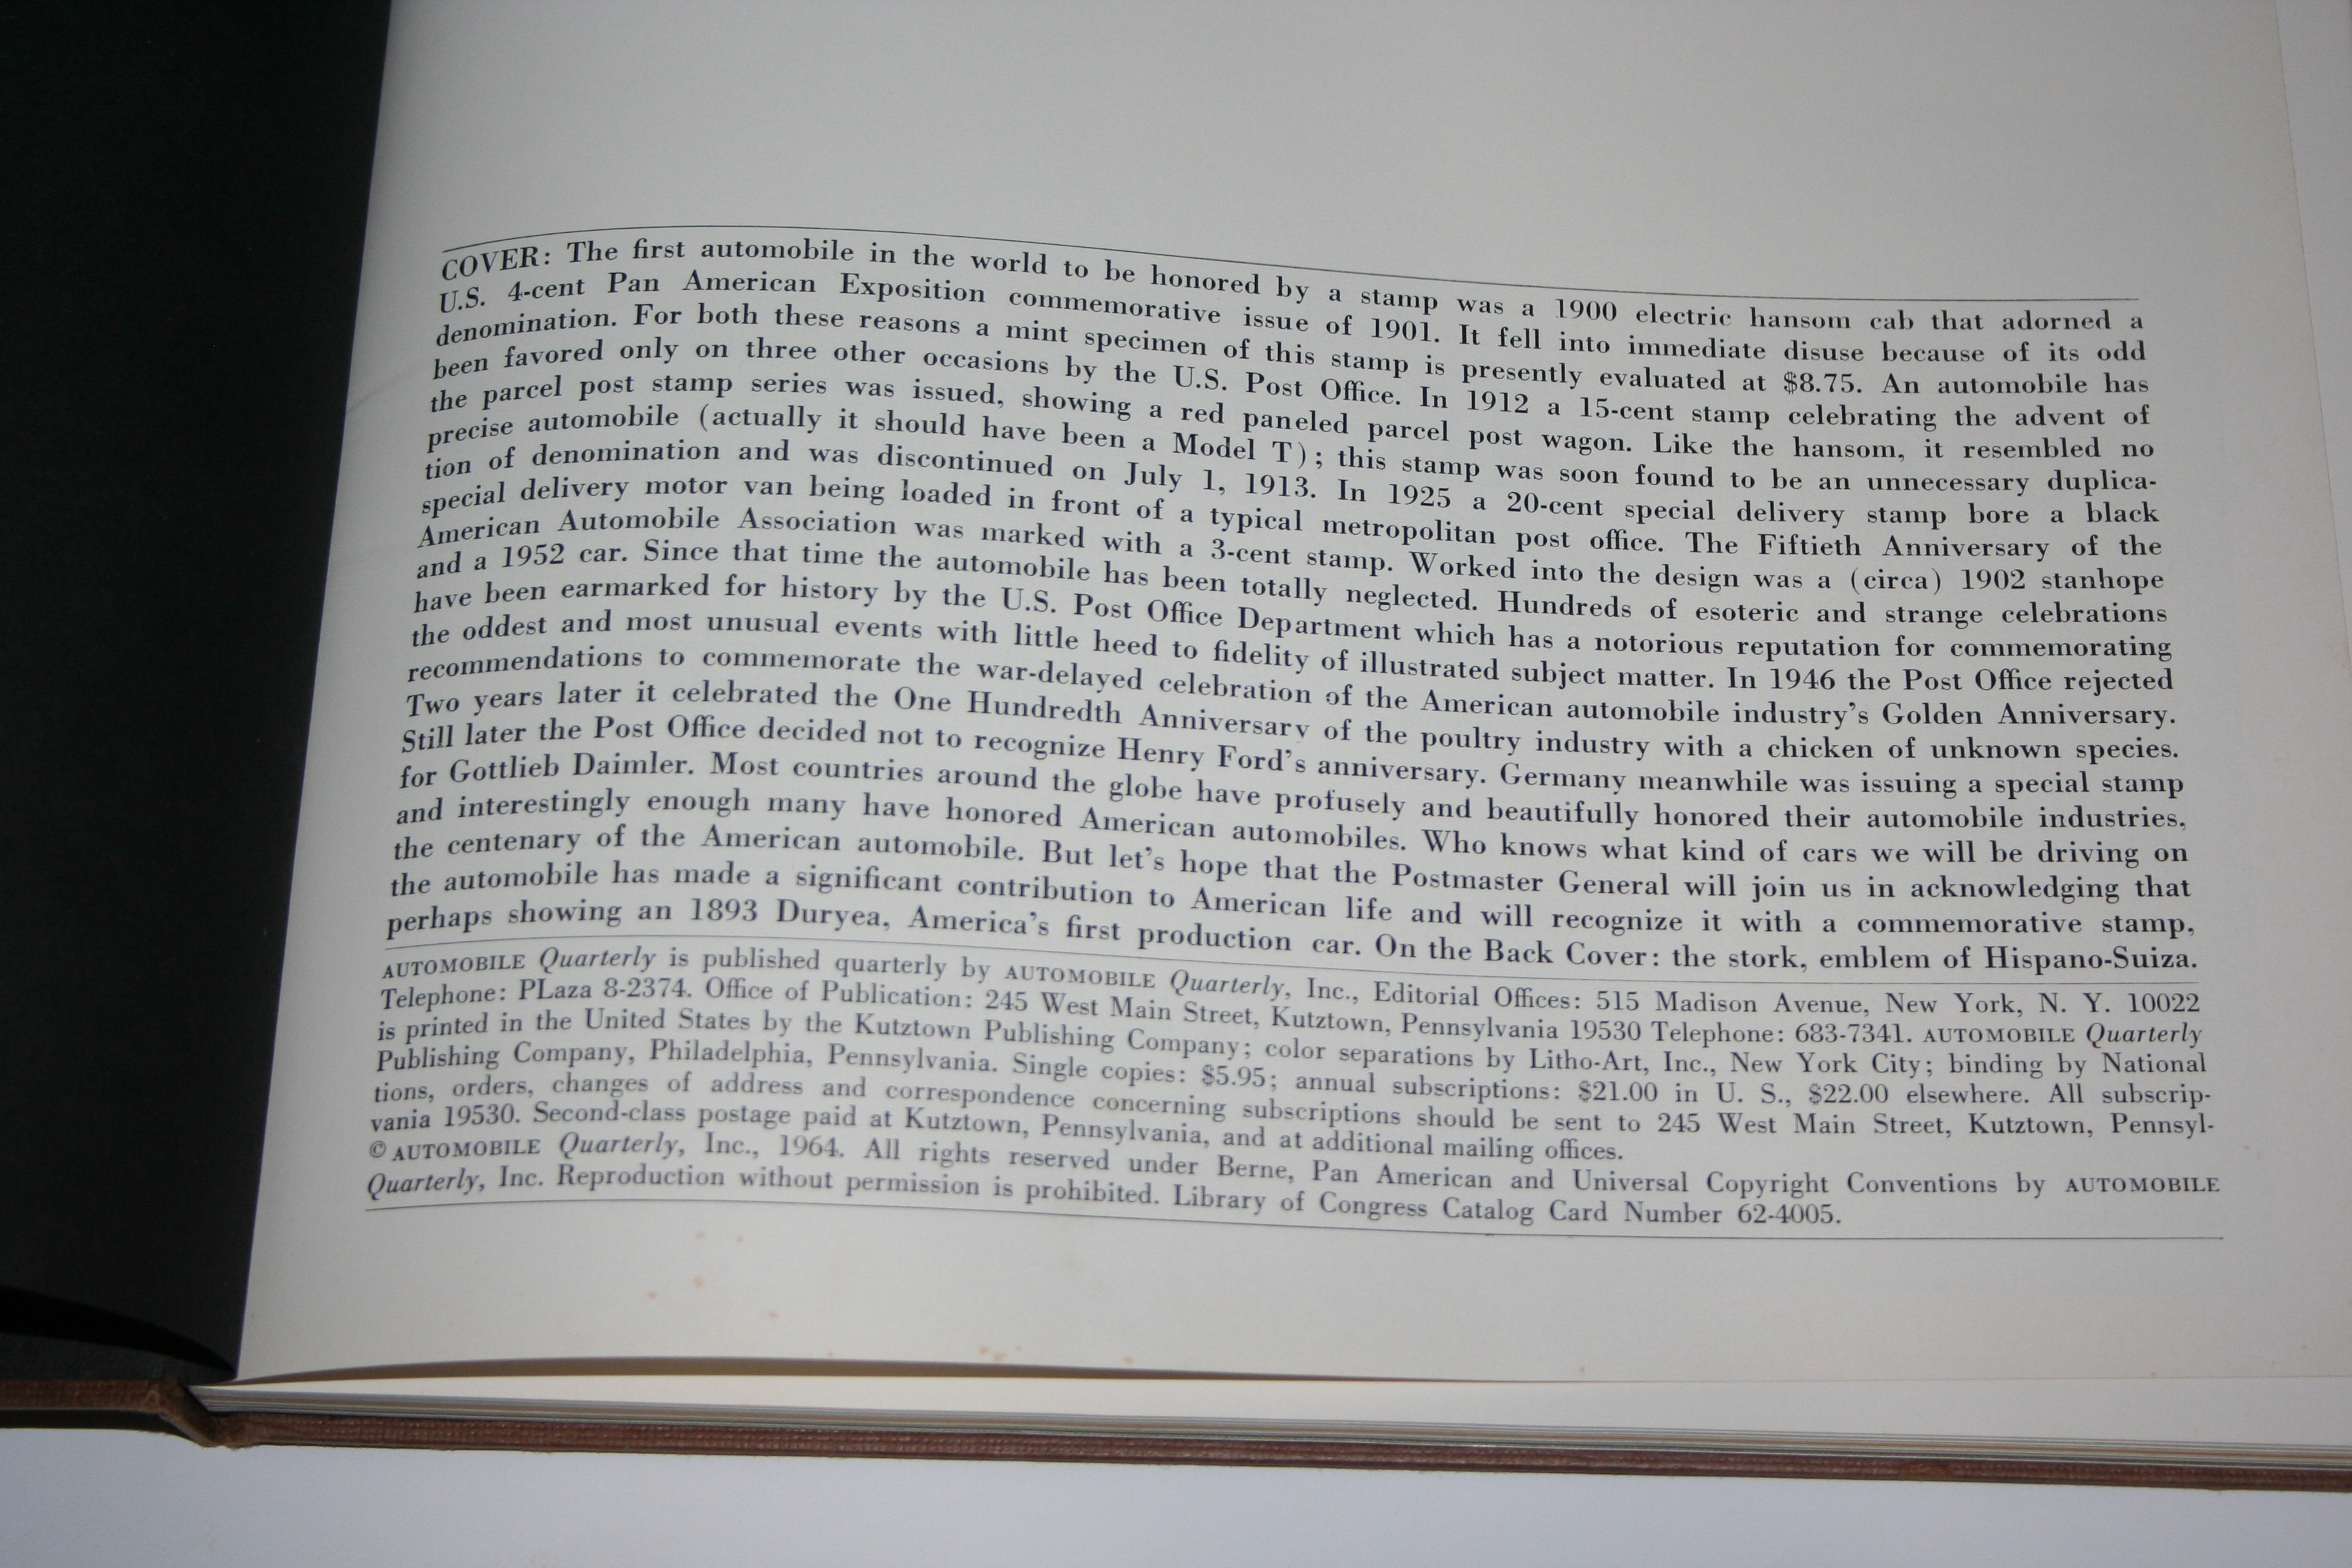 COVER: The first automobile in the world to be honored by a stamp was a 1900 electric hansom cab that adorned a
U.S. 4-cent Pan American Exposition commemorative issue of 1901. It fell into immediate disuse because of its odd
denomination. For both these reasons a mint specimen of this stamp is presently evaluated at $8.75. An automobile has
been favored only on three other occasions by the U.S. Post Office. In 1912 a 15-cent stamp celebrating the advent of
the parcel post stamp series was issued, showing a red paneled parcel post wagon. Like the hansom, it resembled no
precise automobile (actually it should have been a Model T); this stamp was soon found to be an unnecessary duplica-
tion of denomination and was discontinued on July 1, 1913. In 1925 a 20-cent special delivery stamp bore a black
special delivery motor van being loaded in front of a typical metropolitan post office. The Fiftieth Anniversary of the
American Automobile Association was marked with a 3-cent stamp. Worked into the design was a (circa) 1902 stanhope
and a 1952 car. Since that time the automobile has been totally neglected. Hundreds of esoteric and strange celebrations
have been earmarked for history by the U.S. Post Office Department which has a notorious reputation for commemorating
the oddest and most unusual events with little heed to fidelity of illustrated subject matter. In 1946 the Post Office rejected
recommendations to commemorate the war-delayed celebration of the American automobile industry's Golden Anniversary.
Two years later it celebrated the One Hundredth Anniversary of the poultry industry with a chicken of unknown species.
Still later the Post Office decided not to recognize Henry Ford's anniversary. Germany meanwhile was issuing a special stamp
for Gottlieb Daimler. Most countries around the globe have profusely and beautifully honored their automobile industries,
and interestingly enough many have honored American automobiles. Who knows what kind of cars we will be driving on
the centenary of the American automobile. But let's hope that the Postmaster General will join us in acknowledging that
the automobile has made a significant contribution to American life and will recognize it with a commemorative stamp,
perhaps showing an 1893 Duryea, America's first production car. On the Back Cover: the stork, emblem of Hispano-Suiza.
AUTOMOBILE Quarterly is published quarterly by AUTOMOBILE Quarterly, Inc., Editorial Offices: 515 Madison Avenue, New York, N. Y. 10022
Telephone: PLaza 8-2374. Office of Publication: 245 West Main Street, Kutztown, Pennsylvania 19530 Telephone: 683-7341. AUTOMOBILE Quarterly
is printed in the United States by the Kutztown Publishing Company; color separations by Litho-Art, Inc., New York City; binding by National
Publishing Company, Philadelphia, Pennsylvania. Single copies: $5.95; annual subscriptions: $21.00 in U. S., $22.00 elsewhere. All subscrip-
tions, orders, changes of address and correspondence concerning subscriptions should be sent to 245 West Main Street, Kutztown, Pennsyl-
vania 19530. Second-class postage paid at Kutztown, Pennsylvania, and at additional mailing offices.
© AUTOMOBILE Quarterly, Inc., 1964. All rights reserved under Berne, Pan American and Universal Copyright Conventions by AUTOMOBILE
Quarterly, Inc. Reproduction without permission is prohibited. Library of Congress Catalog Card Number 62-4005.